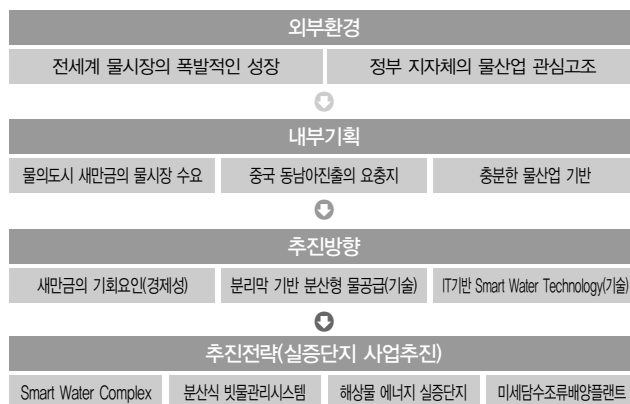 외부환경
전세계 물시장의 폭발적인 성장
정부 지자체의 물산업 관심고조
내부기획
물의도시 새만금의 물시장 수요
중국 동남아진출의 요충지
충분한 물산업 기반
추진방향
새만금의 기회요인(경제성)
분리막 기반 분산형 물공급(기술)
IT기반 Smart Water Technology(기술)
추진전략(실증단지 사업추진)
Smart Water Complex
분산식 빗물관리시스템
해상물 에너지 실증단지
미세담수조류배양플랜트